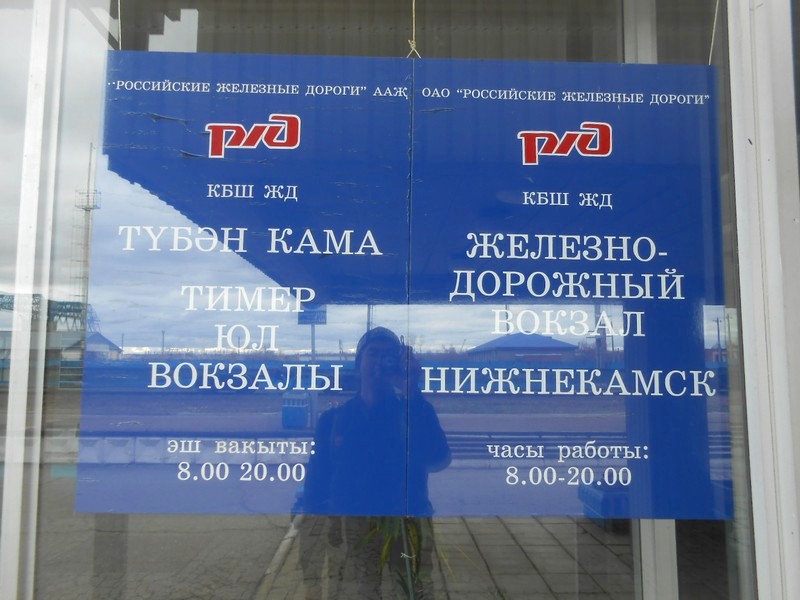 "РОССИЙСКИЕ ЖЕЛЕЗНЫЕ ДОРОГИ" ААҖ
ржд
КБШ ЖД
ТҮБӘН КАМА
ТИМЕР
ЮЛ
ВОКЗАЛЫ
эш вакыты:
8.00 20.00
ОАО "РОССИЙСКИЕ ЖЕЛЕЗНЫЕ ДОРОГИ"
ржд
КБШ ЖД
ЖЕЛЕЗНО-
ДОРОЖНЫЙ
ВОКЗАЛ
НИЖНЕКАМСК
часы работы:
8.00-20.00